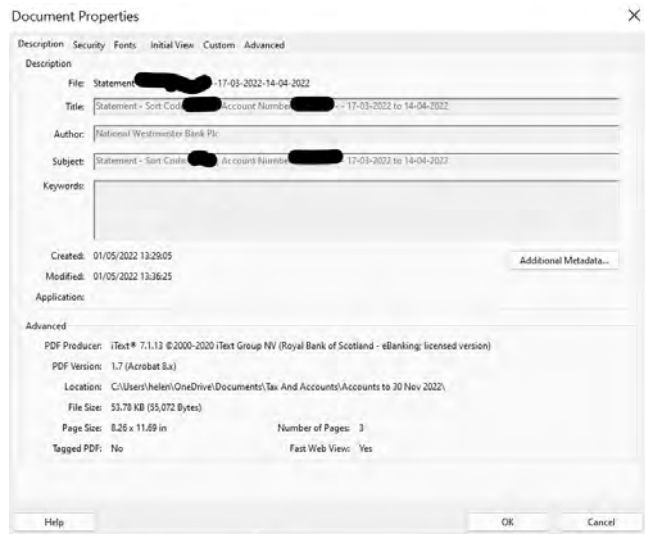 Document Properties
Description Security Fonts Initial View Custom Advanced
Description
File: Statement -17-03-2022-14-04-2022
Title: Statement - Sort Code Account Number - - 17-03-2022 to 14-04-2022
Author: National Westminster Bank Plc
Subject: Statement - Sort Code Account Number - 17-03-2022 to 14-04-2022
Keywords:
Created: 01/05/2022 13:29:05
Additional Metadata...
Modified: 01/05/2022 13:36:25
Application:
Advanced
PDF Producer: iText® 7.1.13 ©2000-2020 iText Group NV (Royal Bank of Scotland - eBanking; licensed version)
PDF Version: 1.7 (Acrobat 8.x)
Location: C:\Users\helen\OneDrive\Documents\Tax And Accounts\Accounts to 30 Nov 2022\
File Size: 53.78 KB (55,072 Bytes)
Page Size: 8.26 x 11.69 in Number of Pages: 3
Tagged PDF: No Fast Web View: Yes
Help OK Cancel